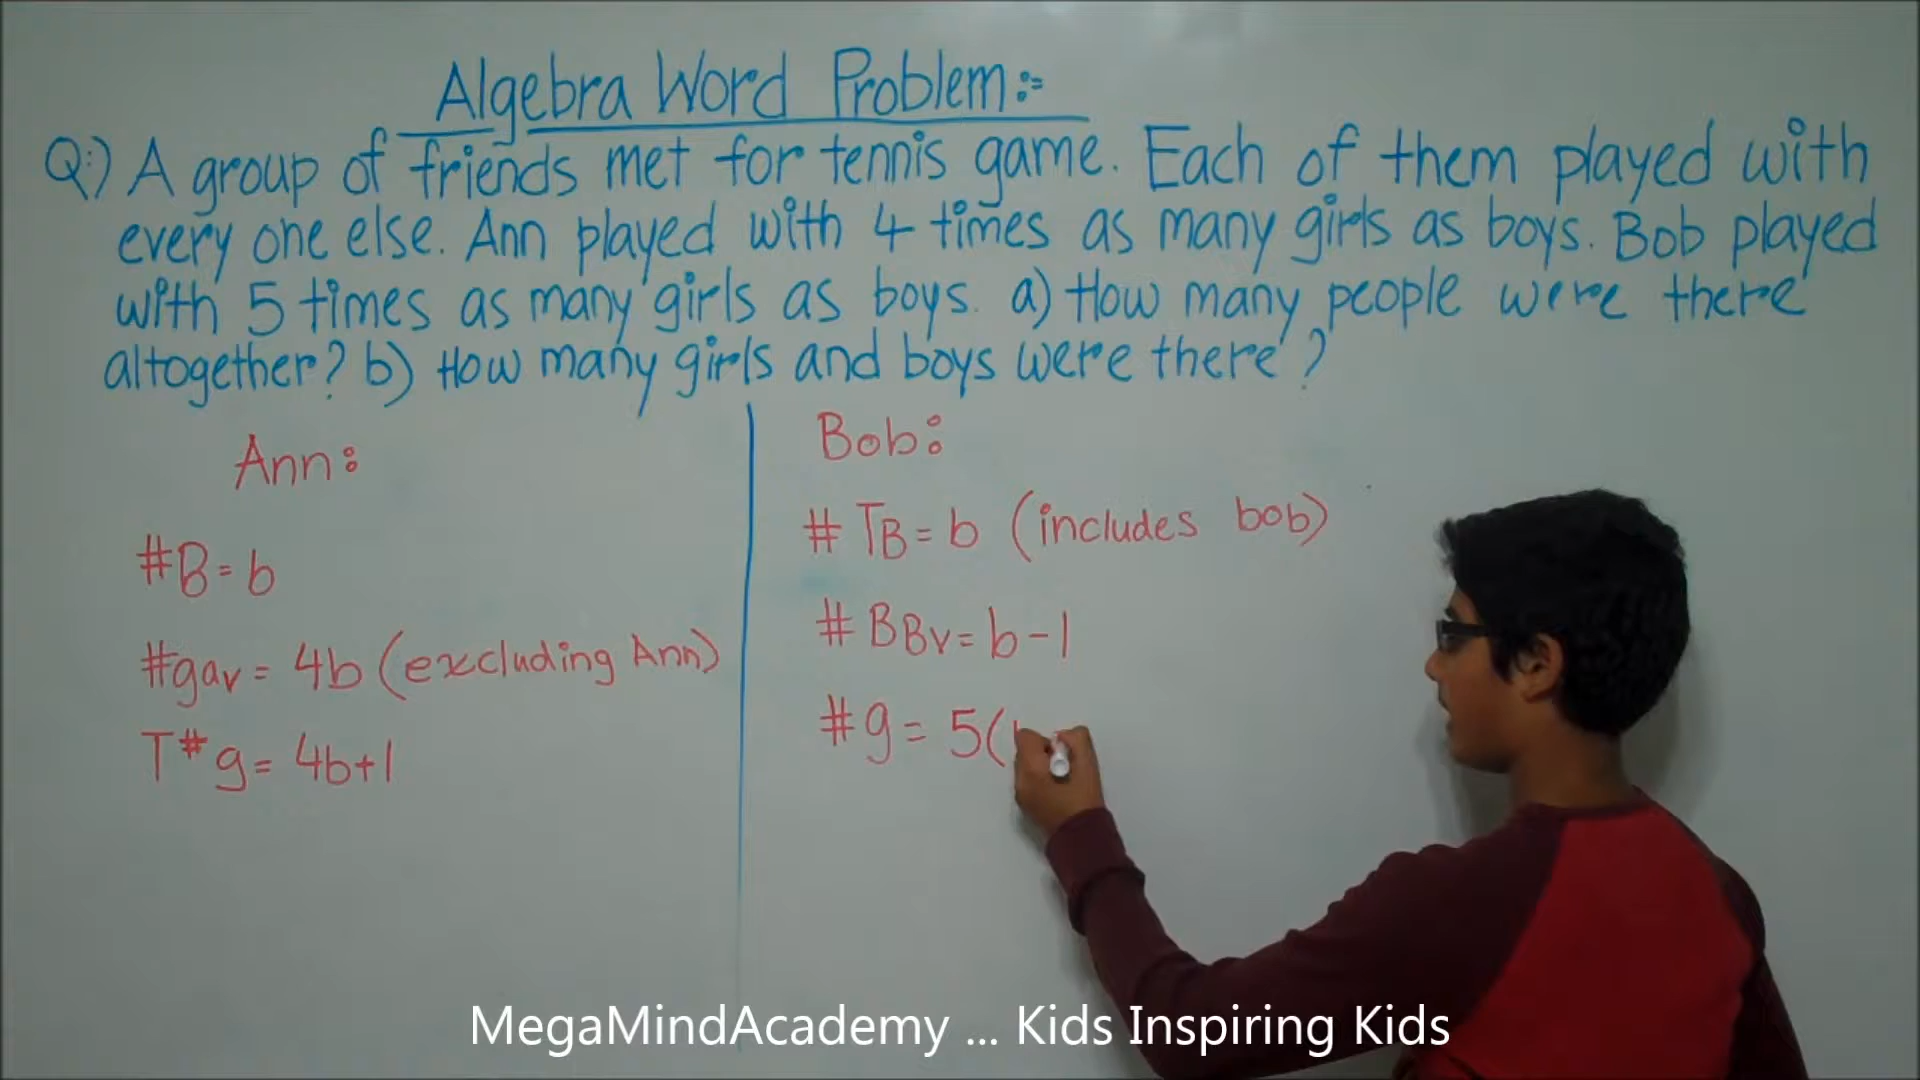 Algebra Word Problem:-
Q:) A group of friends met for tennis game. Each of them played with
every one else. Ann played with 4 times as many girls as boys. Bob played
with 5 times as many girls as boys. a) How many people were there
altogether? b) How many girls and boys were there?
Ann:
#B = b
#gav = 4b (excluding Ann)
T#g = 4b+1
Bob:
# TB = b (includes bob)
# BBv = b-1
# g = 5(
MegaMindAcademy ... Kids Inspiring Kids